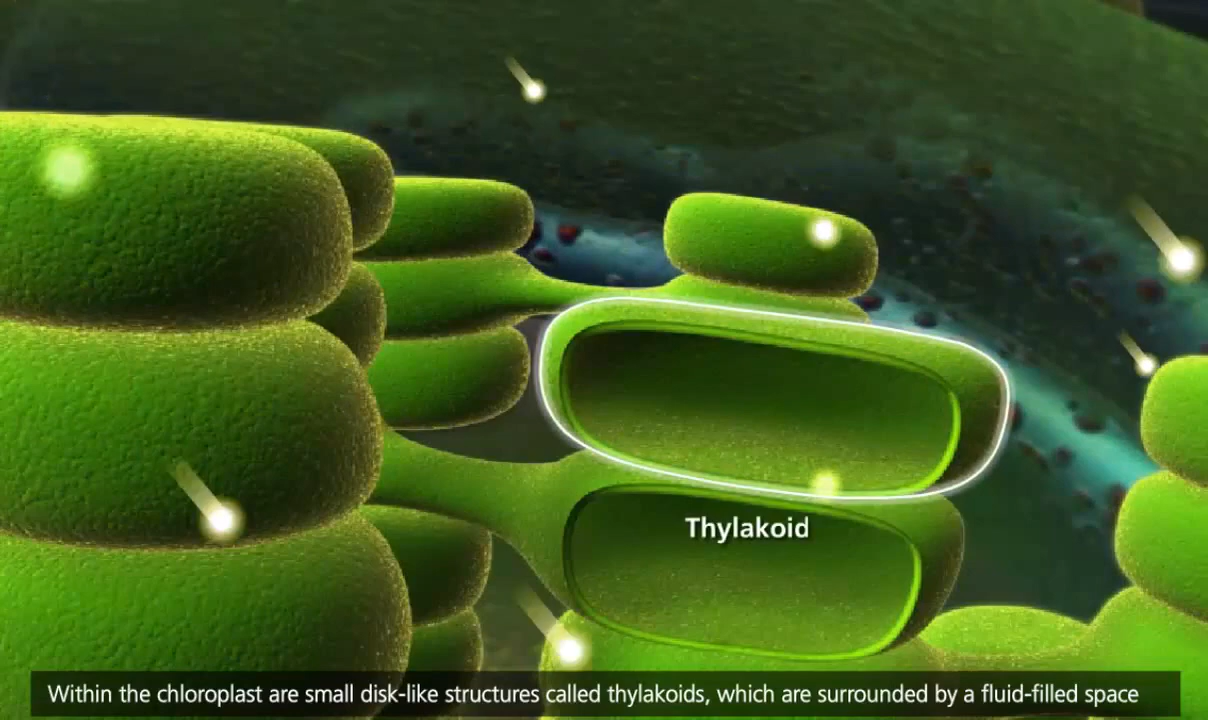 Thylakoid
Within the chloroplast are small disk-like structures called thylakoids, which are surrounded by a fluid-filled space